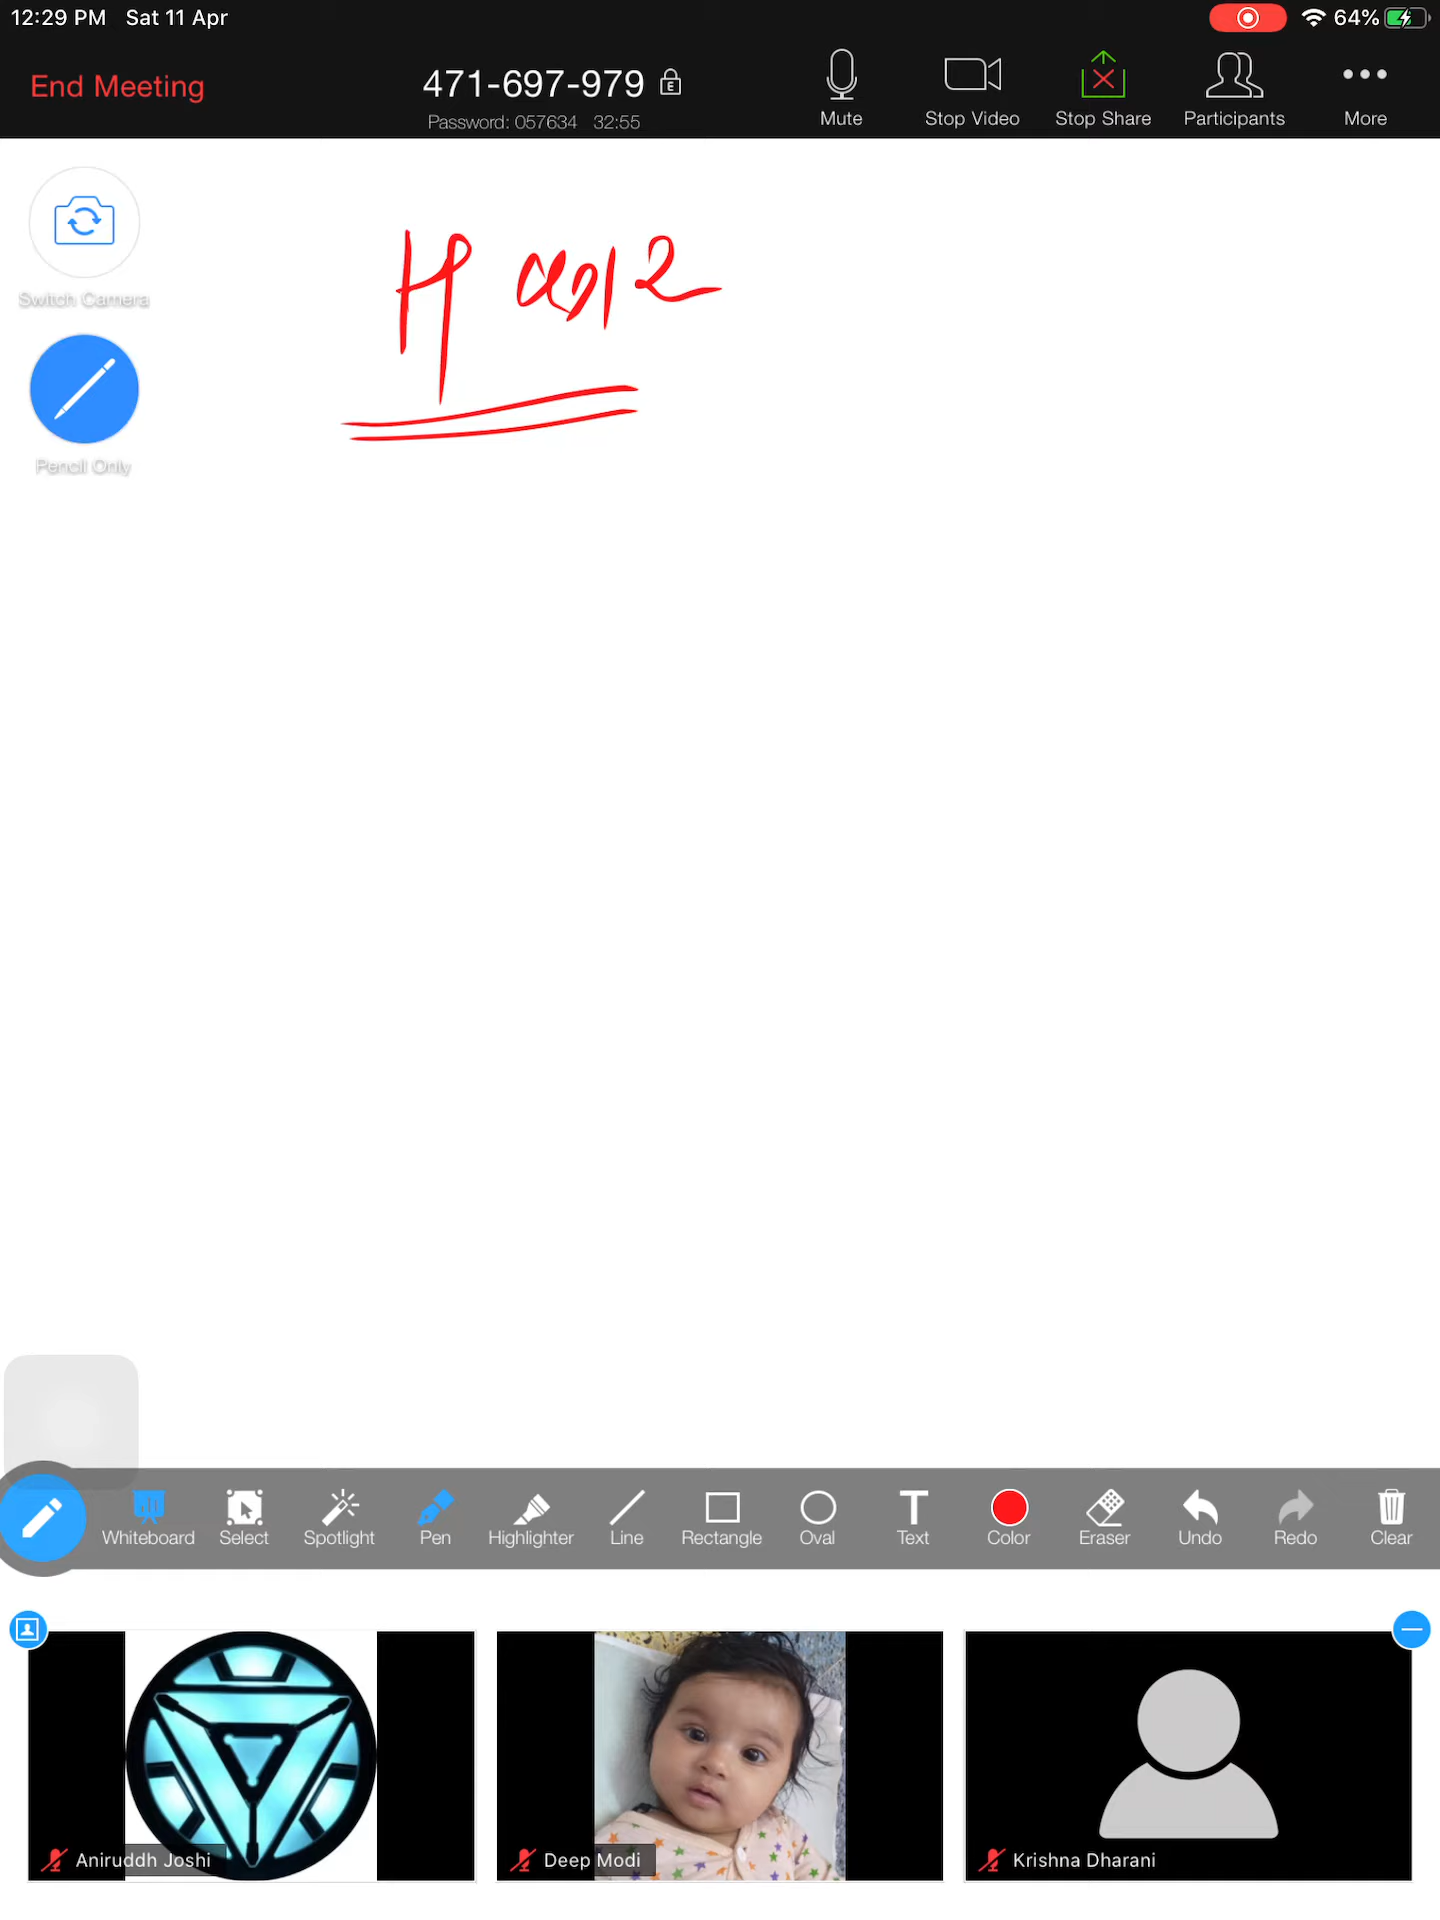 12:29 PM Sat 11 Apr 64%
End Meeting
471-697-979
Password: 057634 32:55
Mute Stop Video Stop Share Participants More
Switch Camera
Pencil Only
Whiteboard Select Spotlight Pen Highlighter Line Rectangle Oval T Text Color Eraser Undo Redo Clear
Aniruddh Joshi Deep Modi Krishna Dharani